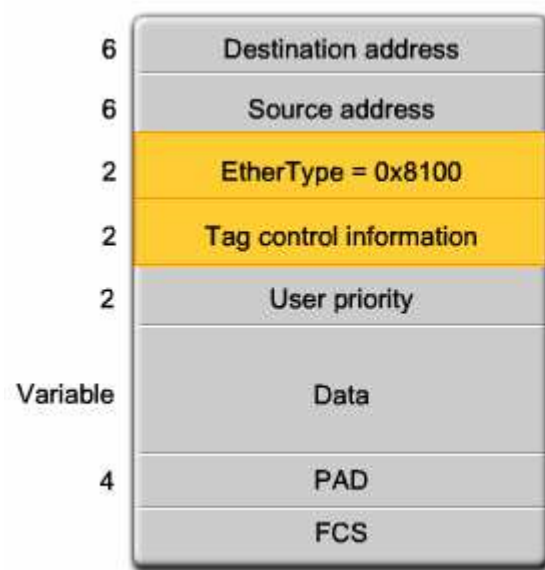 6 Destination address
6 Source address
2 EtherType = 0x8100
2 Tag control information
2 User priority
Variable Data
4 PAD
FCS